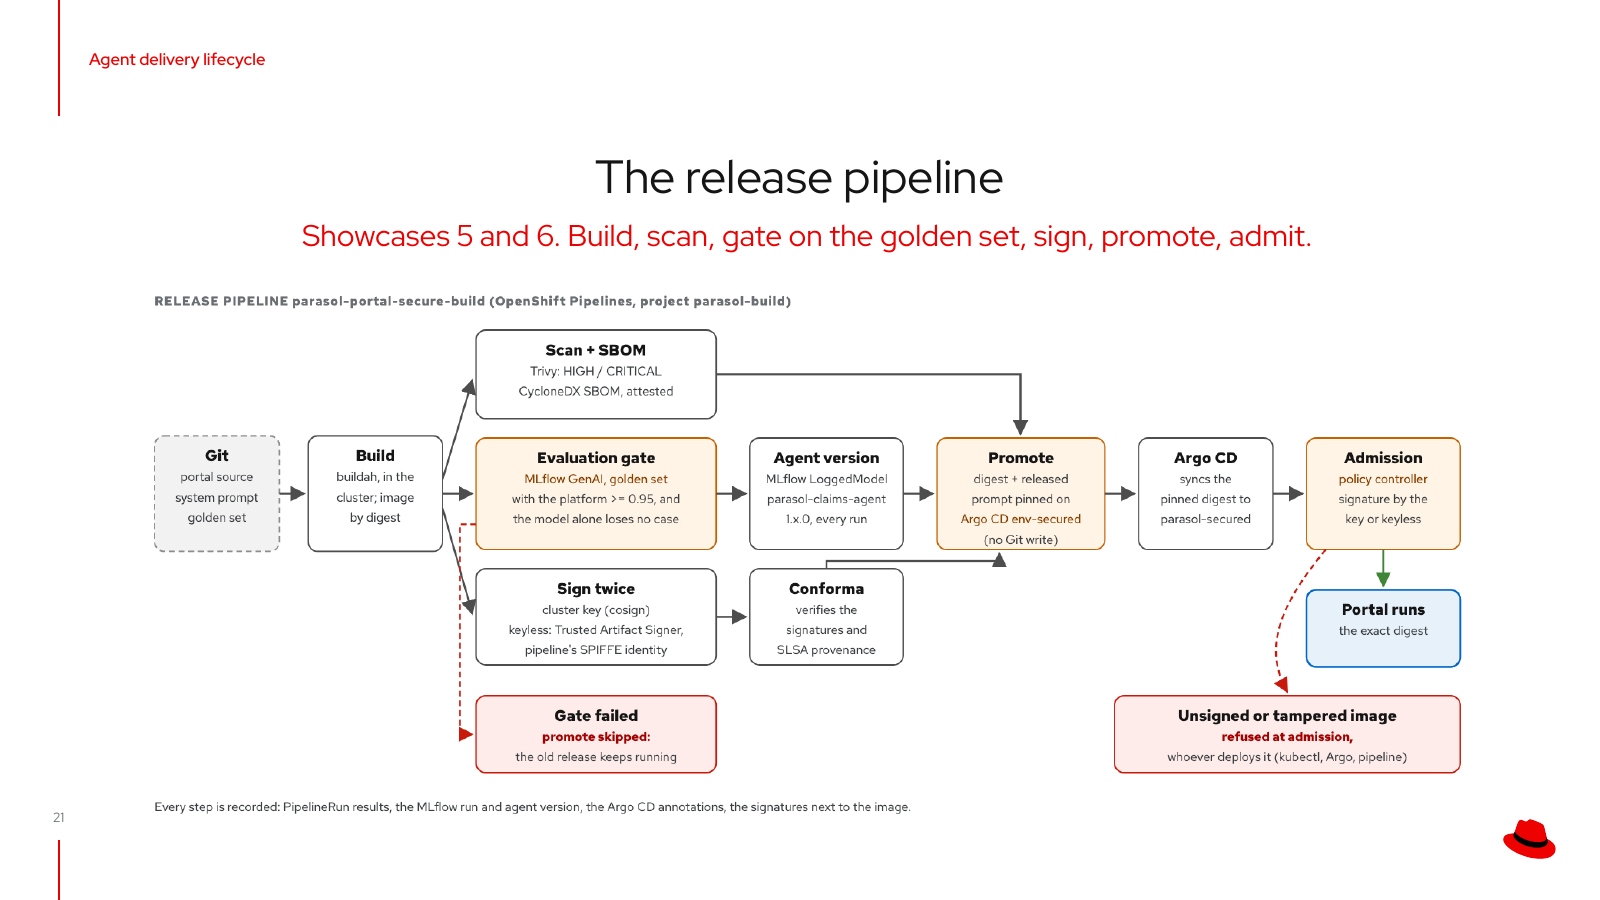 Agent delivery lifecycle
The release pipeline
Showcases 5 and 6. Build, scan, gate on the golden set, sign, promote, admit.
RELEASE PIPELINE parasol-portal-secure-build (OpenShift Pipelines, project parasol-build)
Scan + SBOM
Trivy: HIGH / CRITICAL
CycloneDX SBOM, attested
Git
portal source
system prompt
golden set
Build
buildah, in the
cluster; image
by digest
Evaluation gate
MLflow GenAI, golden set
with the platform >= 0.95, and
the model alone loses no case
Agent version
MLflow LoggedModel
parasol-claims-agent
1.x.0, every run
Promote
digest + released
prompt pinned on
Argo CD env-secured
(no Git write)
Argo CD
syncs the
pinned digest to
parasol-secured
Admission
policy controller
signature by the
key or keyless
Sign twice
cluster key (cosign)
keyless: Trusted Artifact Signer,
pipeline's SPIFFE identity
Conforma
verifies the
signatures and
SLSA provenance
Portal runs
the exact digest
Gate failed
promote skipped:
the old release keeps running
Unsigned or tampered image
refused at admission,
whoever deploys it (kubectl, Argo, pipeline)
Every step is recorded: PipelineRun results, the MLflow run and agent version, the Argo CD annotations, the signatures next to the image.
21